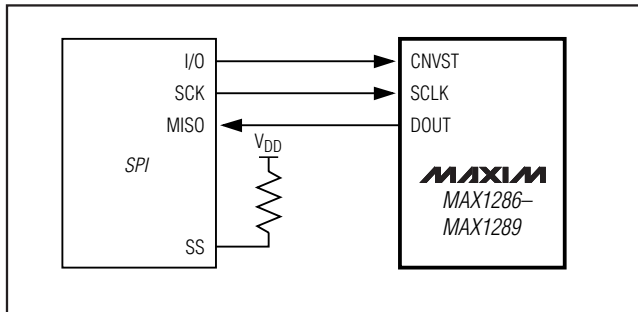 I/O
SCK
MISO
SPI
SS
VDD
CNVST
SCLK
DOUT
MAXIM
MAX1286–
MAX1289